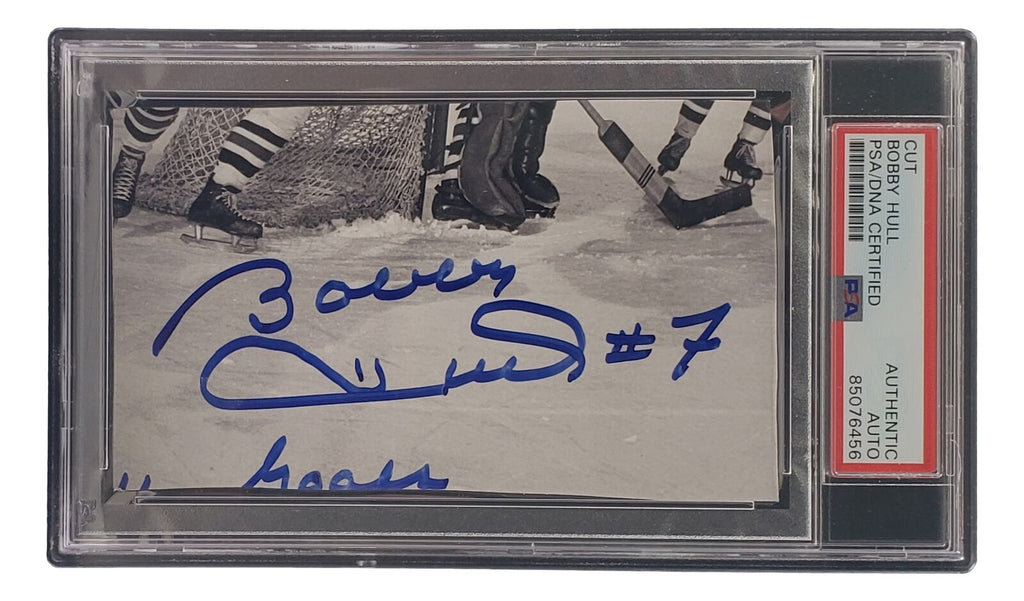 Bobby
Hull #7
Goals
CUT
BOBBY HULL
PSA/DNA CERTIFIED
PSA
AUTHENTIC
AUTO
85076456